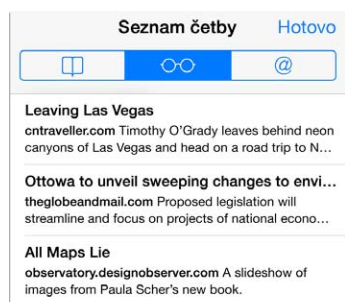 Seznam četby
Hotovo
@
Leaving Las Vegas
cntraveller.com Timothy O’Grady leaves behind neon
canyons of Las Vegas and head on a road trip to N…
Ottowa to unveil sweeping changes to envi…
theglobeandmail.com Proposed legislation will
streamline and focus on projects of national econo…
All Maps Lie
observatory.designobserver.com A slideshow of
images from Paula Scher’s new book.